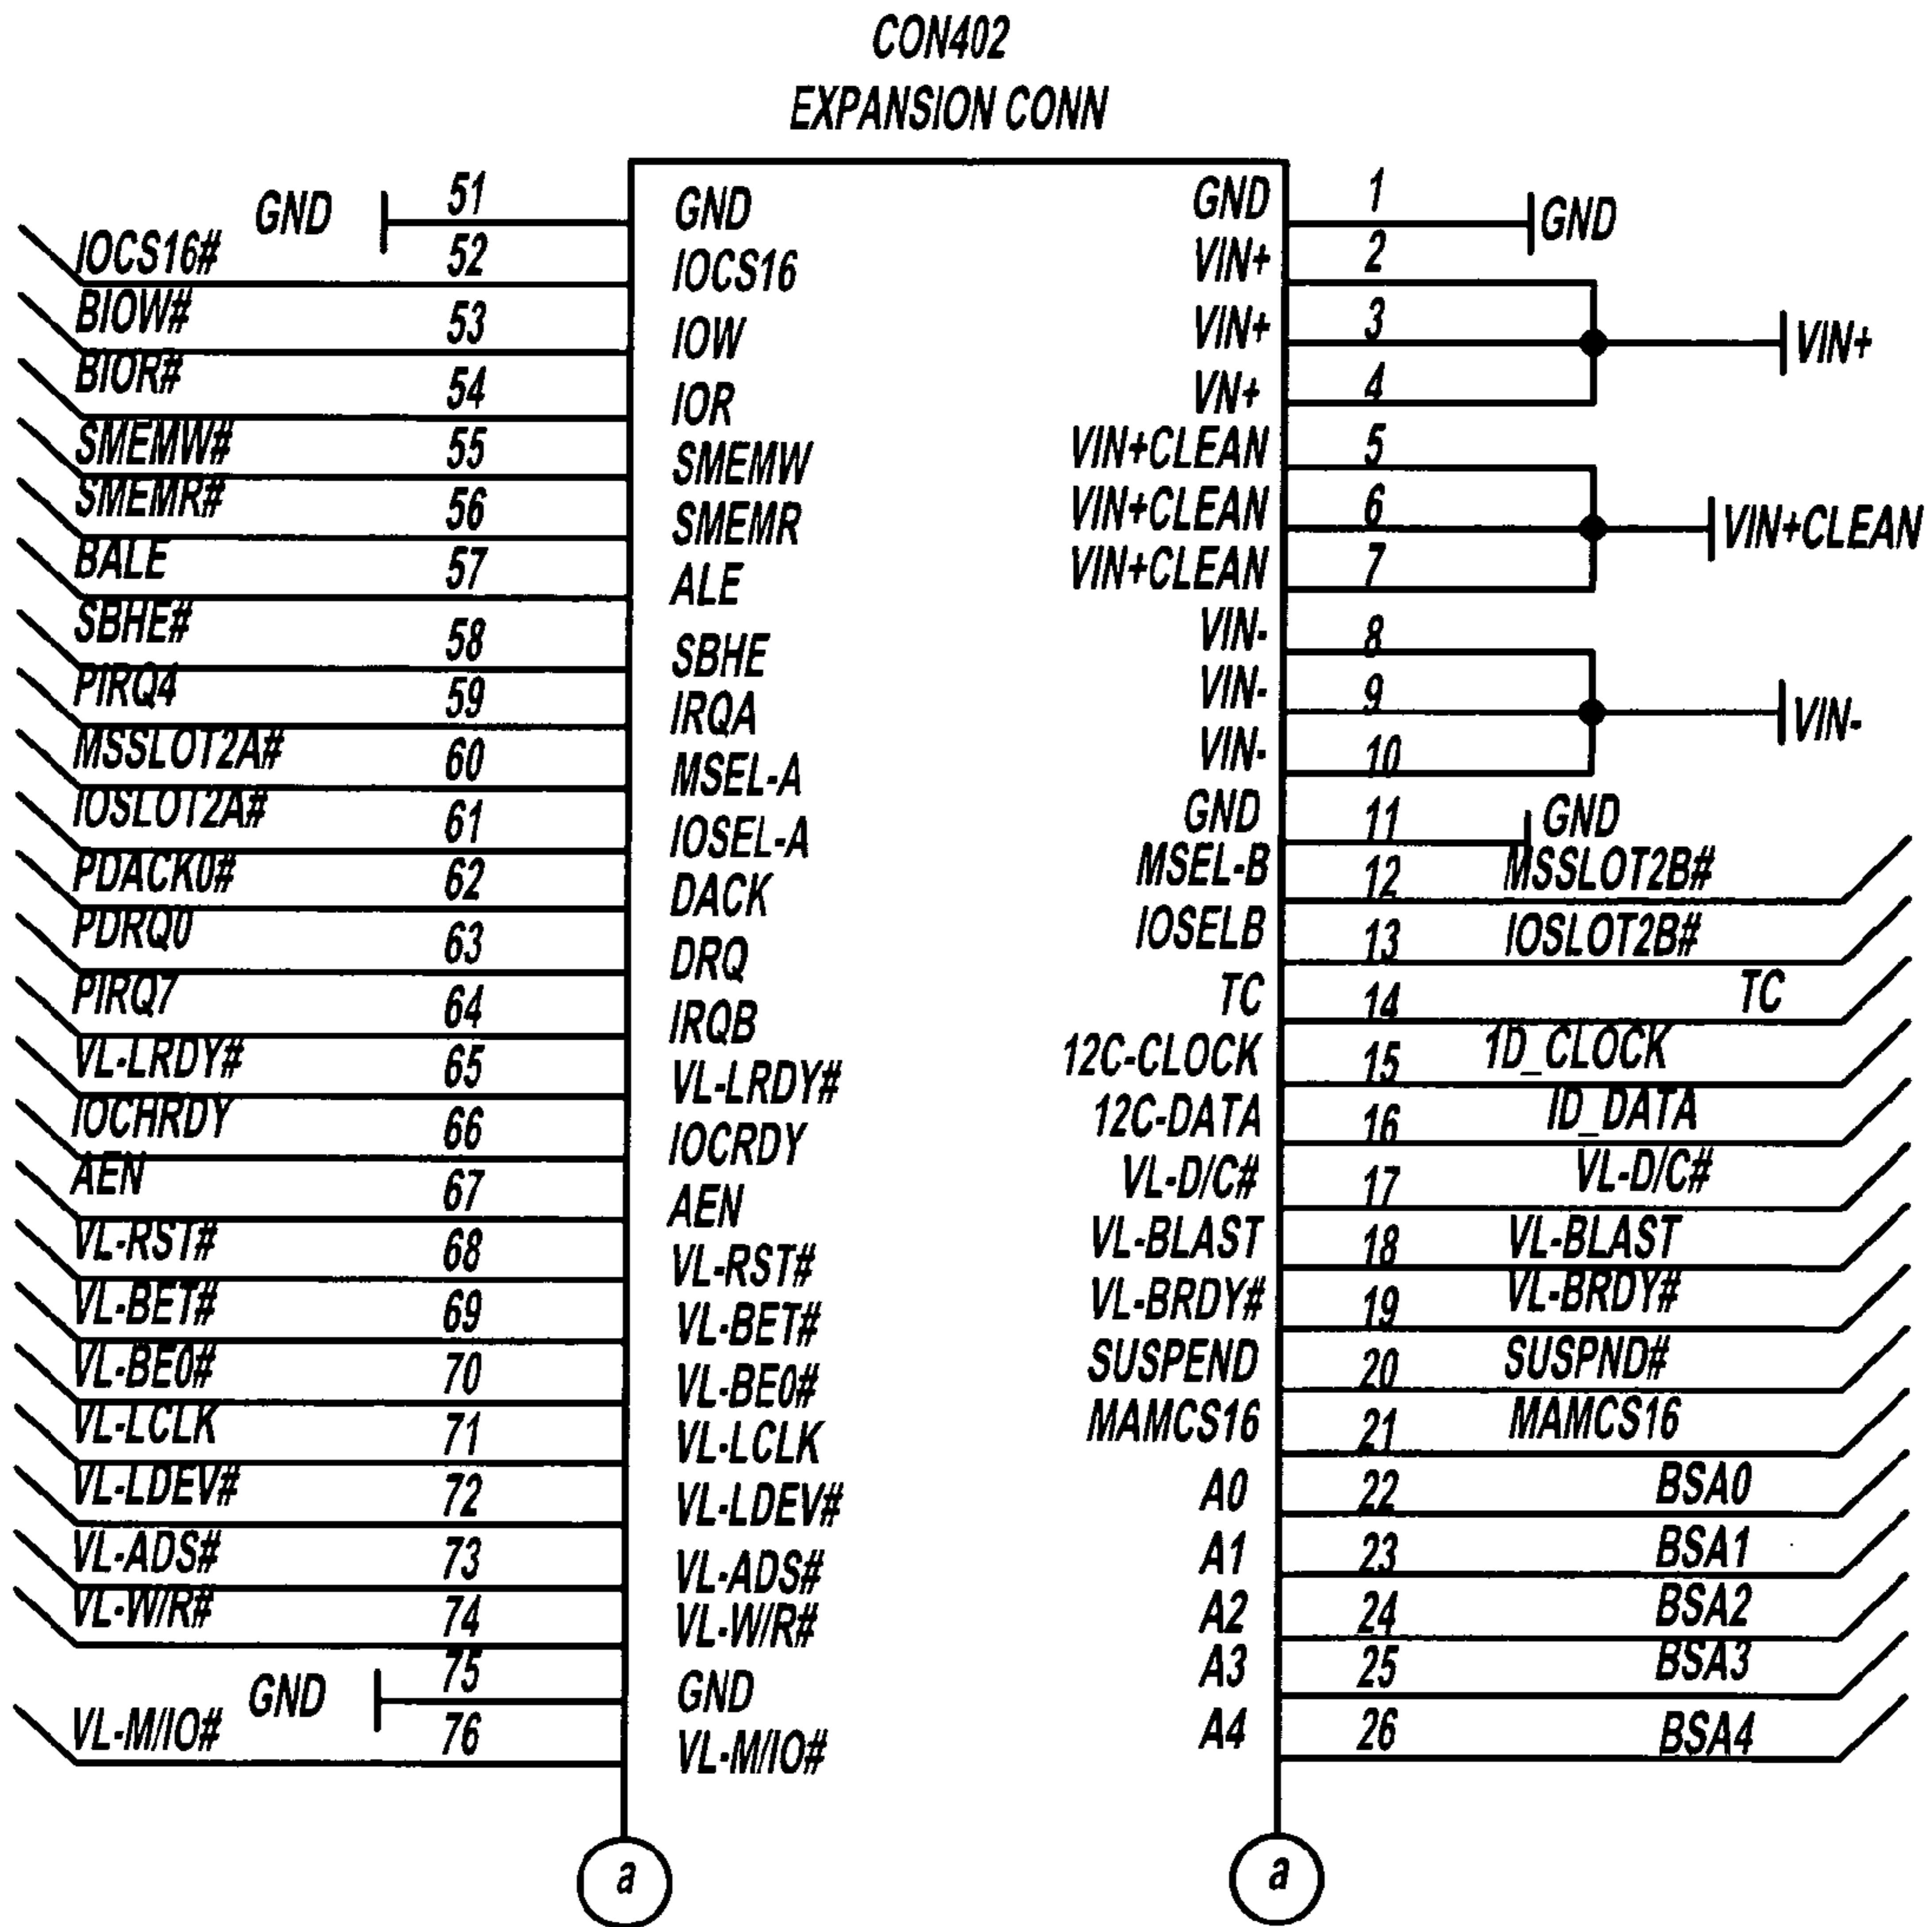 CON402
EXPANSION CONN
GND 51 GND GND 1 GND
IOCS16# 52 IOCS16 VIN+ 2
BIOW# 53 IOW VIN+ 3 VIN+
BIOR# 54 IOR VN+ 4
SMEMW# 55 SMEMW VIN+CLEAN 5
SMEMR# 56 SMEMR VIN+CLEAN 6 VIN+CLEAN
BALE 57 ALE VIN+CLEAN 7
SBHE# 58 SBHE VIN- 8
PIRQ4 59 IRQA VIN- 9 VIN-
MSSLOT2A# 60 MSEL-A VIN- 10
IOSLOT2A# 61 IOSEL-A GND 11 GND
PDACK0# 62 DACK MSEL-B 12 MSSLOT2B#
PDRQ0 63 DRQ IOSELB 13 IOSLOT2B#
PIRQ7 64 IRQB TC 14 TC
VL-LRDY# 65 VL-LRDY# 12C-CLOCK 15 1D_CLOCK
IOCHRDY 66 IOCRDY 12C-DATA 16 ID_DATA
AEN 67 AEN VL-D/C# 17 VL-D/C#
VL-RST# 68 VL-RST# VL-BLAST 18 VL-BLAST
VL-BET# 69 VL-BET# VL-BRDY# 19 VL-BRDY#
VL-BE0# 70 VL-BE0# SUSPEND 20 SUSPND#
VL-LCLK 71 VL-LCLK MAMCS16 21 MAMCS16
VL-LDEV# 72 VL-LDEV# A0 22 BSA0
VL-ADS# 73 VL-ADS# A1 23 BSA1
VL-W/R# 74 VL-W/R# A2 24 BSA2
GND 75 GND A3 25 BSA3
VL-M/IO# 76 VL-M/IO# A4 26 BSA4
a a